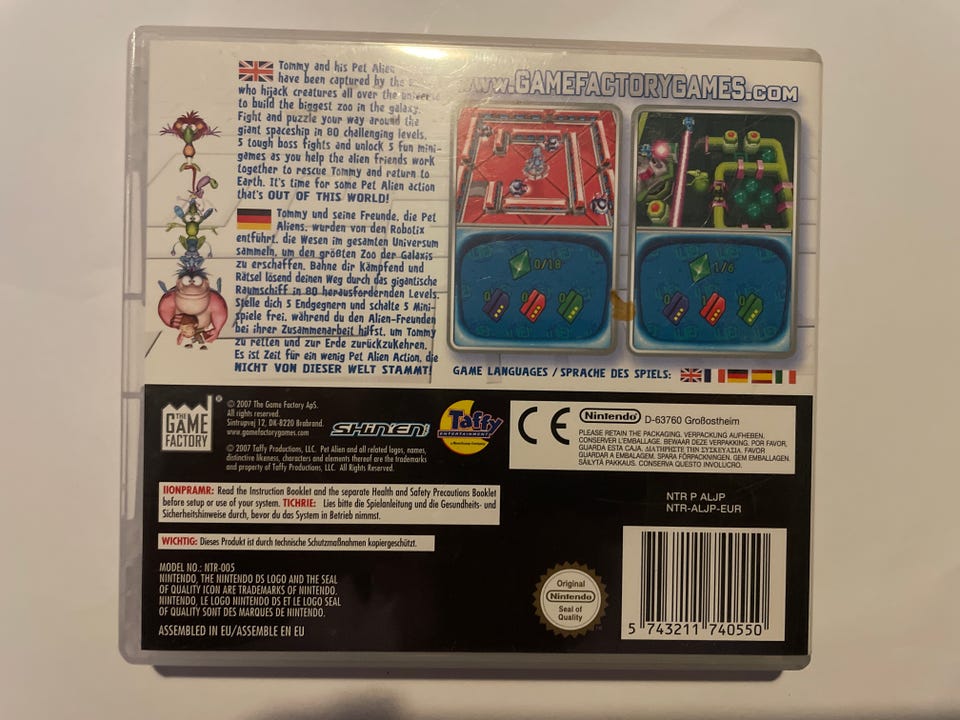 Tommy and his Pet Alien
have been captured by the
who hijack creatures all over the universe
to build the biggest zoo in the galaxy.
Fight and puzzle your way around the
giant spaceship in 80 challenging levels,
5 tough boss fights and unlock 5 fun mini-
games as you help the alien friends work
together to rescue Tommy and return to
Earth. It's time for some Pet Alien action
that's OUT OF THIS WORLD!
Tommy und seine Freunde, die Pet
Aliens, wurden von den Robotix
entführt, die Wesen im gesamten Universum
sammeln, um den größten Zoo der Galaxis
zu erschaffen. Bahne dir kämpfend und
Rätsel lösend deinen Weg durch das gigantische
Raumschiff in 80 herausfordernden Levels.
Stelle dich 5 Endgegnern und schalte 5 Mini-
spiele frei, während du den Alien-Freunden
bei ihrer Zusammenarbeit hilfst, um Tommy
zu retten und zur Erde zurückzukehren.
Es ist Zeit für ein wenig Pet Alien Action, die
NICHT VON DIESER WELT STAMMT!
www.GAMEFACTORYGAMES.com
0/18
0 0 0
1/6
0 0 0
GAME LANGUAGES / SPRACHE DES SPIELS:
THE
GAME
FACTORY
© 2007 The Game Factory ApS.
All rights reserved.
Sintrupvej 12, DK-8220 Brabrand.
www.gamefactorygames.com
SHIN'EN
Taffy
ENTERTAINMENT
© 2007 Taffy Productions, LLC. Pet Alien and all related logos, names,
distinctive likeness, characters and elements thereof are the trademarks
and property of Taffy Productions, LLC. All Rights Reserved.
CE
Nintendo
D-63760 Großostheim
PLEASE RETAIN THE PACKAGING. VERPACKUNG AUFHEBEN.
CONSERVER L'EMBALLAGE. BEWAAR DEZE VERPAKKING. POR FAVOR,
GUARDA ESTA CAJA. ΔΙΑΤΗΡΗΣΤΕ ΤΗΝ ΣΥΣΚΕΥΑΣΙΑ. FAVOR
GUARDAR A EMBALAGEM. SPARA FÖRPACKNINGEN. GEM EMBALLAGEN.
SÄILYTÄ PAKKAUS. CONSERVA QUESTO INVOLUCRO.
IIONPRAMR: Read the Instruction Booklet and the separate Health and Safety Precautions Booklet
before setup or use of your system. TICHRIE: Lies bitte die Spielanleitung und die Gesundheits- und
Sicherheitshinweise durch, bevor du das System in Betrieb nimmst.
WICHTIG: Dieses Produkt ist durch technische Schutzmaßnahmen kopiergeschützt.
NTR P ALJP
NTR-ALJP-EUR
MODEL NO.: NTR-005
NINTENDO, THE NINTENDO DS LOGO AND THE SEAL
OF QUALITY ICON ARE TRADEMARKS OF NINTENDO.
NINTENDO, LE LOGO NINTENDO DS ET LE LOGO SEAL
OF QUALITY SONT DES MARQUES DE NINTENDO.
ASSEMBLED IN EU/ASSEMBLE EN EU
Original
Nintendo
Seal of
Quality
5 743211 740550